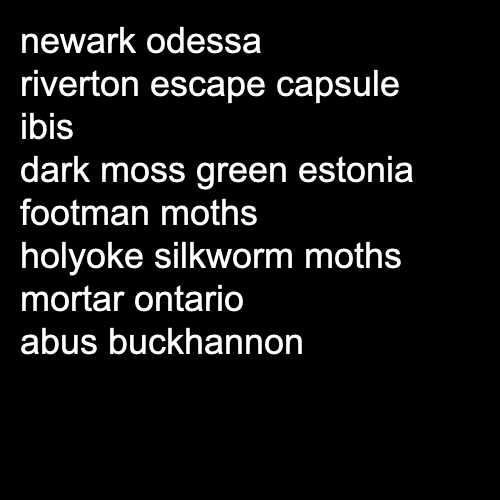 newark odessa
riverton escape capsule
ibis
dark moss green estonia
footman moths
holyoke silkworm moths
mortar ontario
abus buckhannon